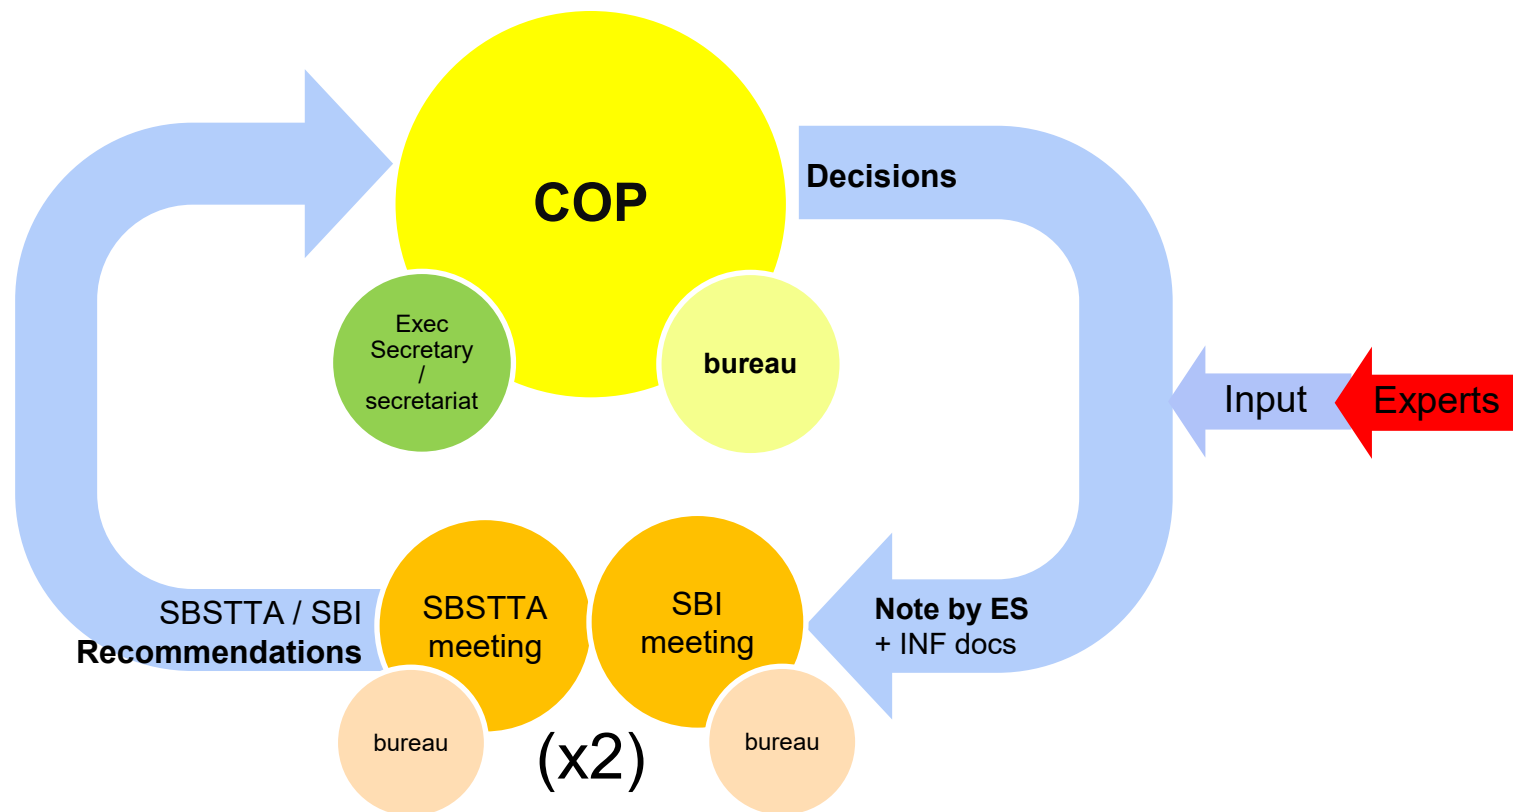 COP
Decisions
Exec
Secretary
/
secretariat
bureau
Input
Experts
SBSTTA / SBI
Recommendations
SBSTTA
meeting
SBI
meeting
Note by ES
+ INF docs
bureau
(x2)
bureau